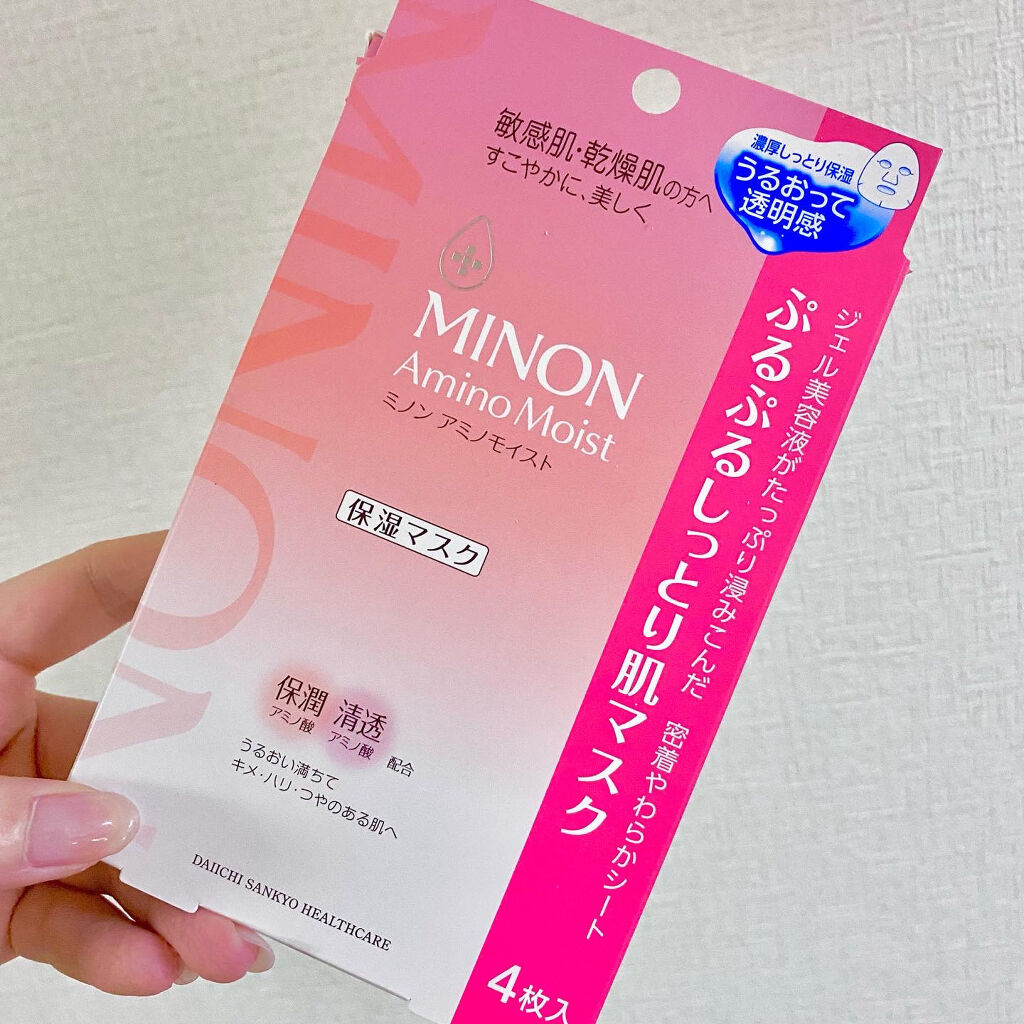 MINON
敏感肌・乾燥肌の方へ
すこやかに、美しく
濃厚しっとり保湿
うるおって
透明感
MINON
Amino Moist
ミノン アミノモイスト
保湿マスク
ジェル美容液がたっぷり浸みこんだ 密着やわらかシート
ぷるぷるしっとり肌マスク
保潤 清透
アミノ酸 アミノ酸 配合
うるおい満ちて
キメ・ハリ・つやのある肌へ
DAIICHI SANKYO HEALTHCARE
4枚入